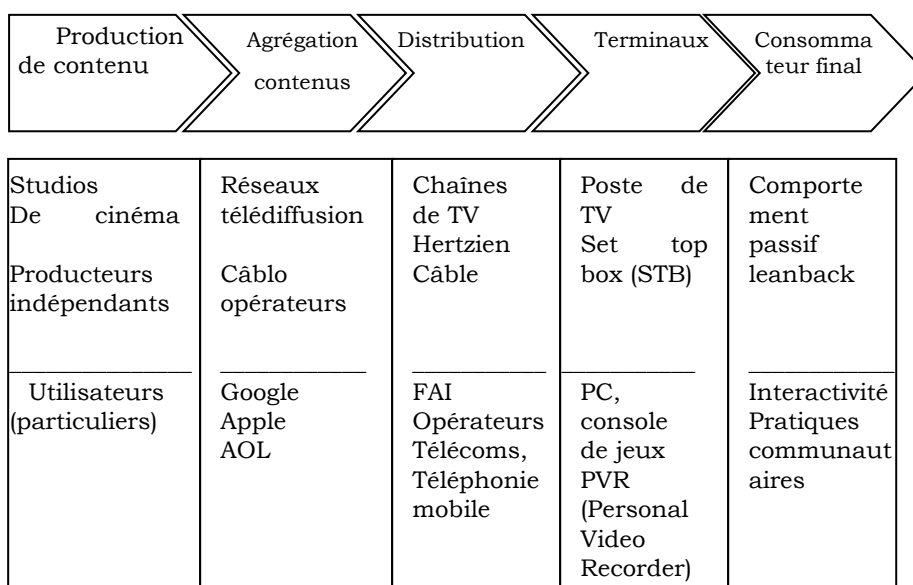 Production
de contenu
Agrégation
contenus
Distribution
Terminaux
Consomma
teur final
Studios
De cinéma
Producteurs
indépendants
Utilisateurs
(particuliers)
Réseaux
télédiffusion
Câblo
opérateurs
Google
Apple
AOL
Chaînes
de TV
Hertzien
Câble
FAI
Opérateurs
Télécoms,
Téléphonie
mobile
Poste de
TV
Set top
box (STB)
PC,
console
de jeux
PVR
(Personal
Video
Recorder)
Comporte
ment
passif
leanback
Interactivité
Pratiques
communaut
aires